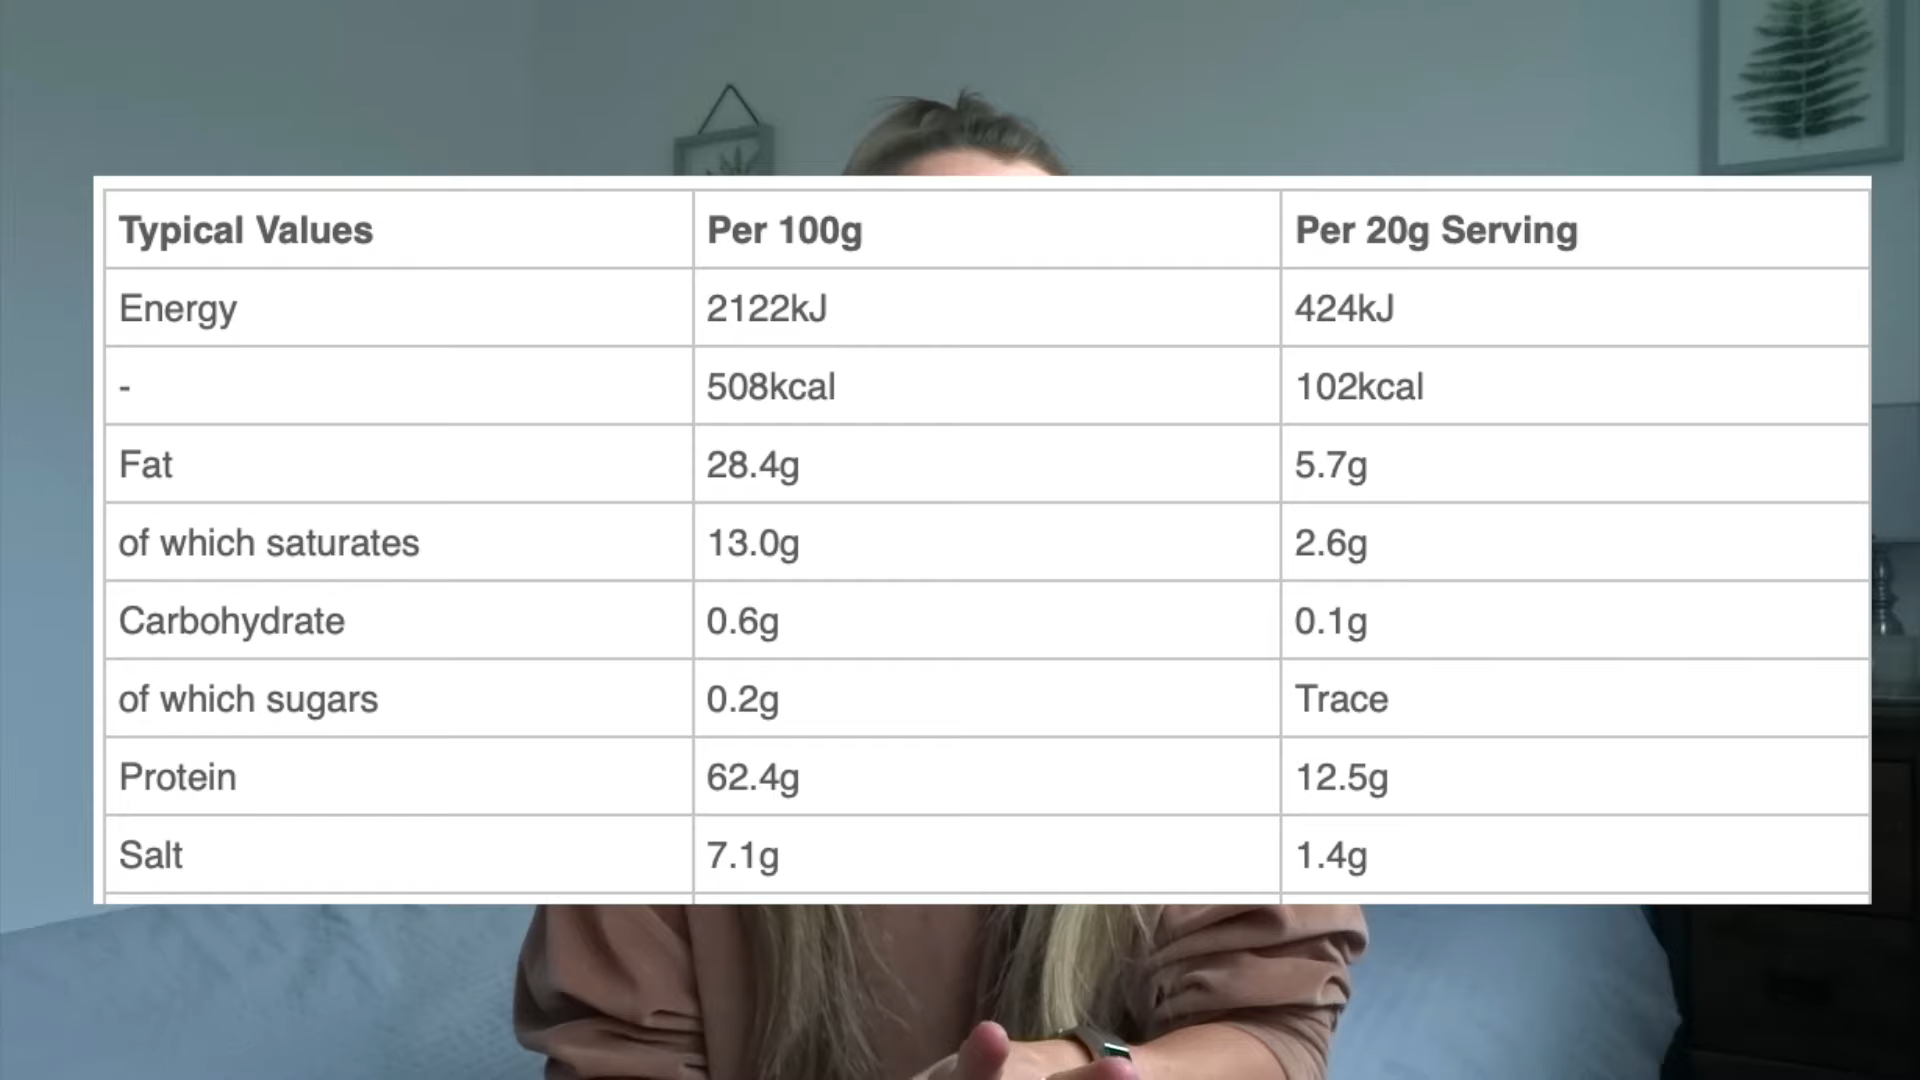 Typical Values Per 100g Per 20g Serving
Energy 2122kJ 424kJ
- 508kcal 102kcal
Fat 28.4g 5.7g
of which saturates 13.0g 2.6g
Carbohydrate 0.6g 0.1g
of which sugars 0.2g Trace
Protein 62.4g 12.5g
Salt 7.1g 1.4g